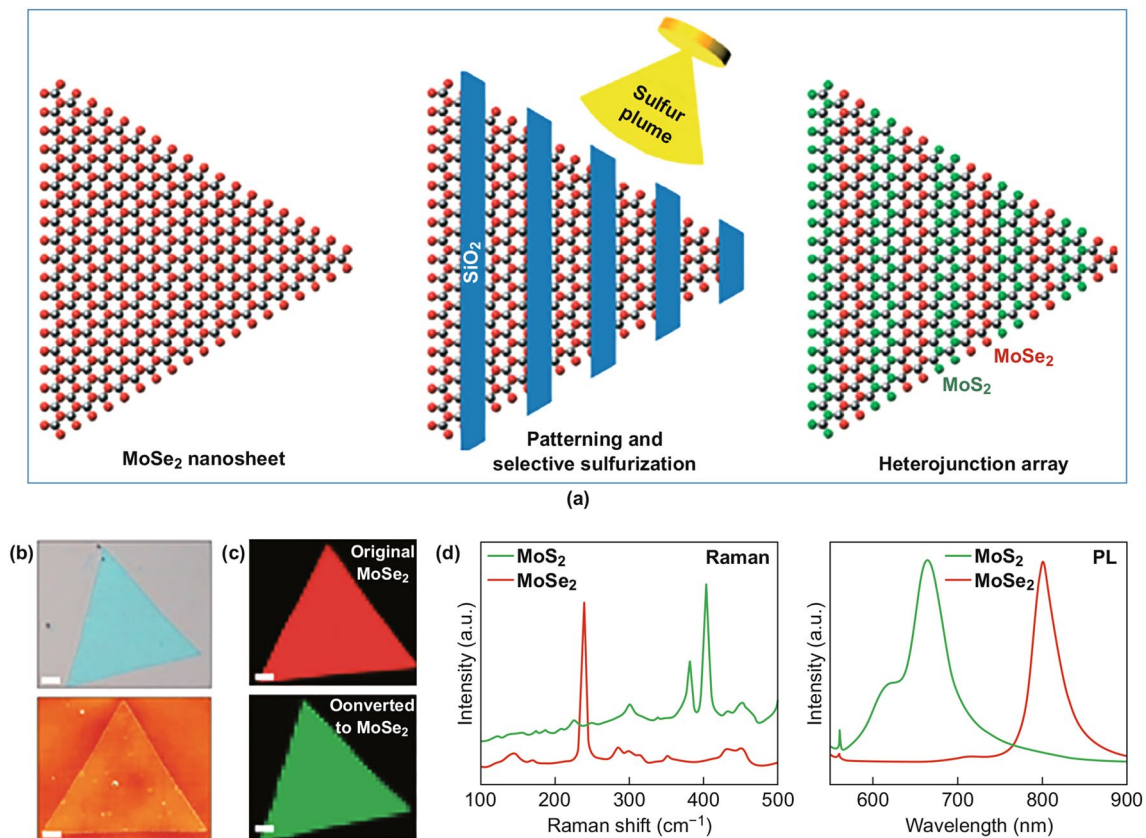 Sulfur
plume
SiO₂
MoSe₂
MoS₂
MoSe₂ nanosheet
Patterning and
selective sulfurization
Heterojunction array
(a)
(b)
(c)
Original
MoSe₂
Oonverted
to MoSe₂
(d)
MoS₂
MoSe₂
Raman
Intensity (a.u.)
100 200 300 400 500
Raman shift (cm⁻¹)
MoS₂
MoSe₂
PL
Intensity (a.u.)
600 700 800 900
Wavelength (nm)